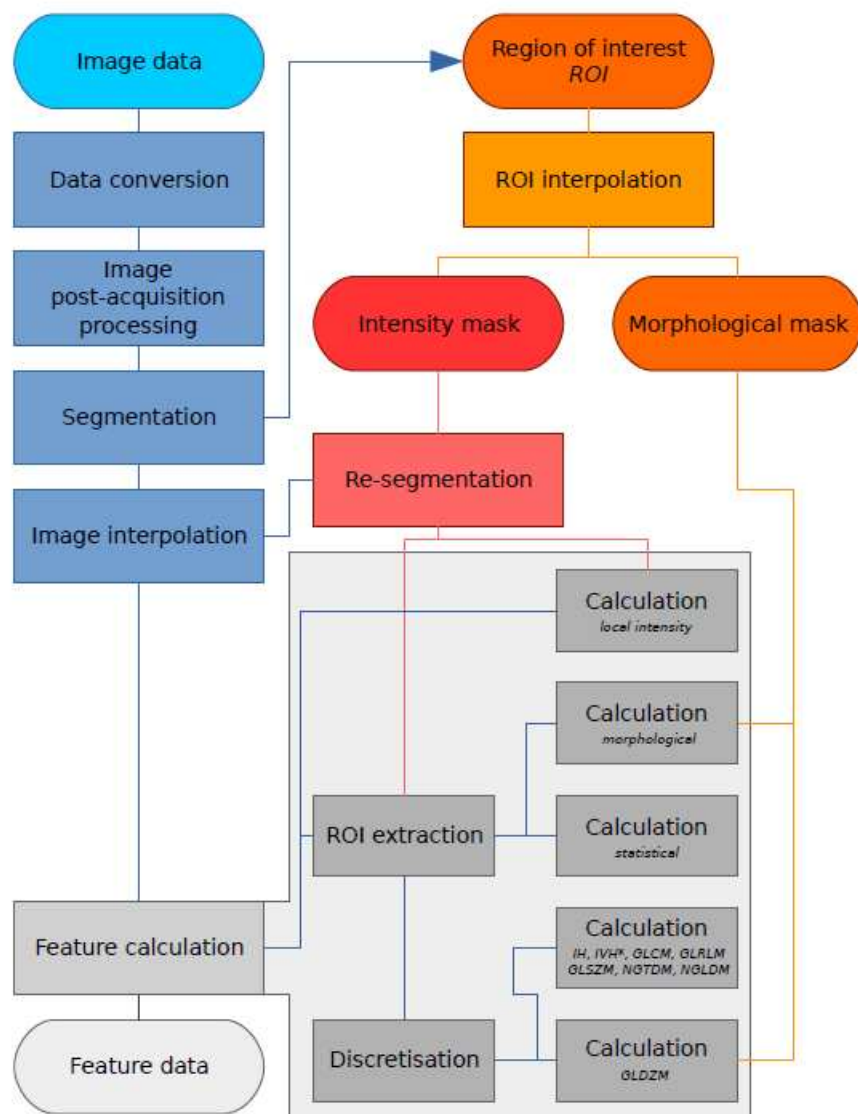 Image data
Region of interest
ROI
Data conversion
ROI interpolation
Image
post-acquisition
processing
Intensity mask
Morphological mask
Segmentation
Re-segmentation
Image interpolation
Calculation
local intensity
Calculation
morphological
ROI extraction
Calculation
statistical
Feature calculation
Calculation
IH, IVH*, GLCM, GLRLM
GLSZM, NGTDM, NGLDM
Feature data
Discretisation
Calculation
GLDZM